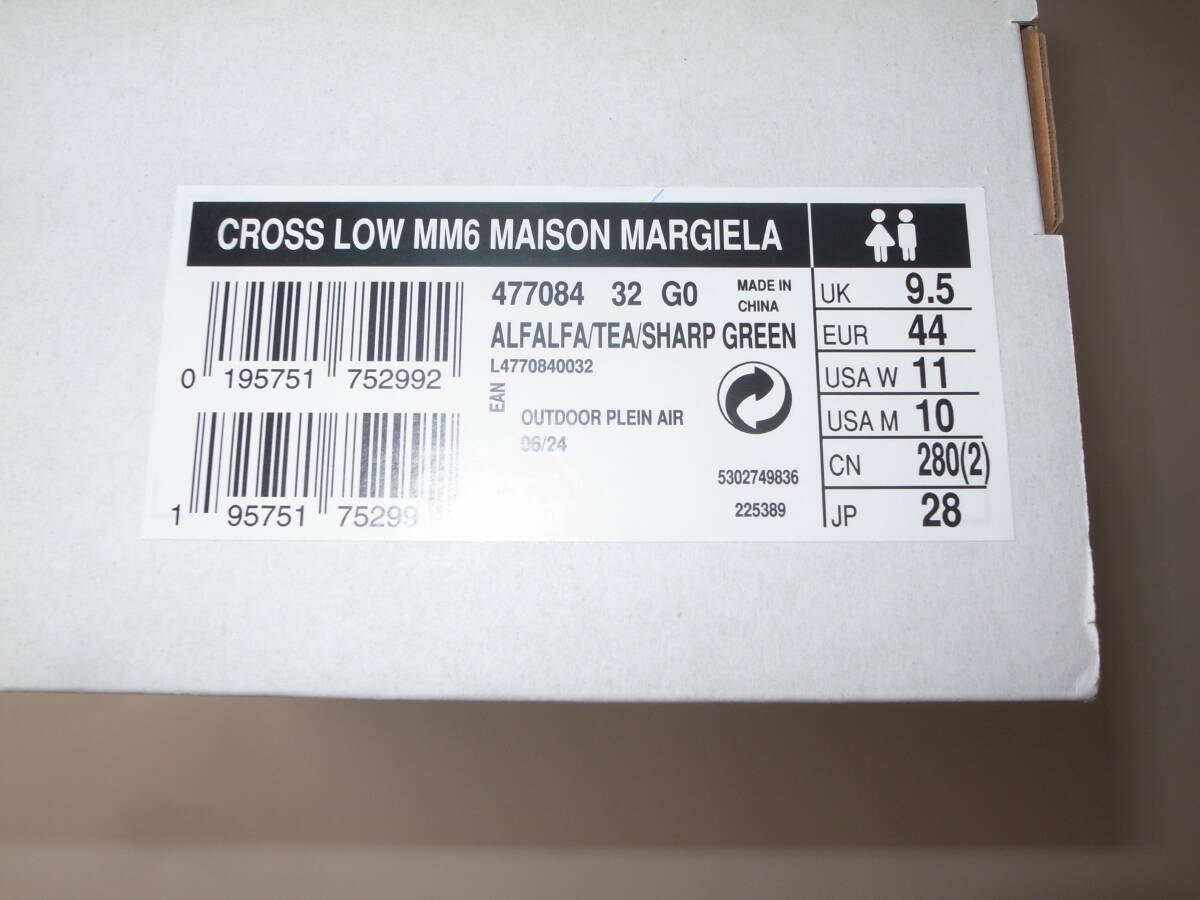 CROSS LOW MM6 MAISON MARGIELA
477084 32 G0
MADE IN
CHINA
ALFALFA/TEA/SHARP GREEN
L4770840032
EAN
OUTDOOR PLEIN AIR
06/24
0 195751 752992
1 95751 75299
5302749836
225389
UK 9.5
EUR 44
USA W 11
USA M 10
CN 280(2)
JP 28